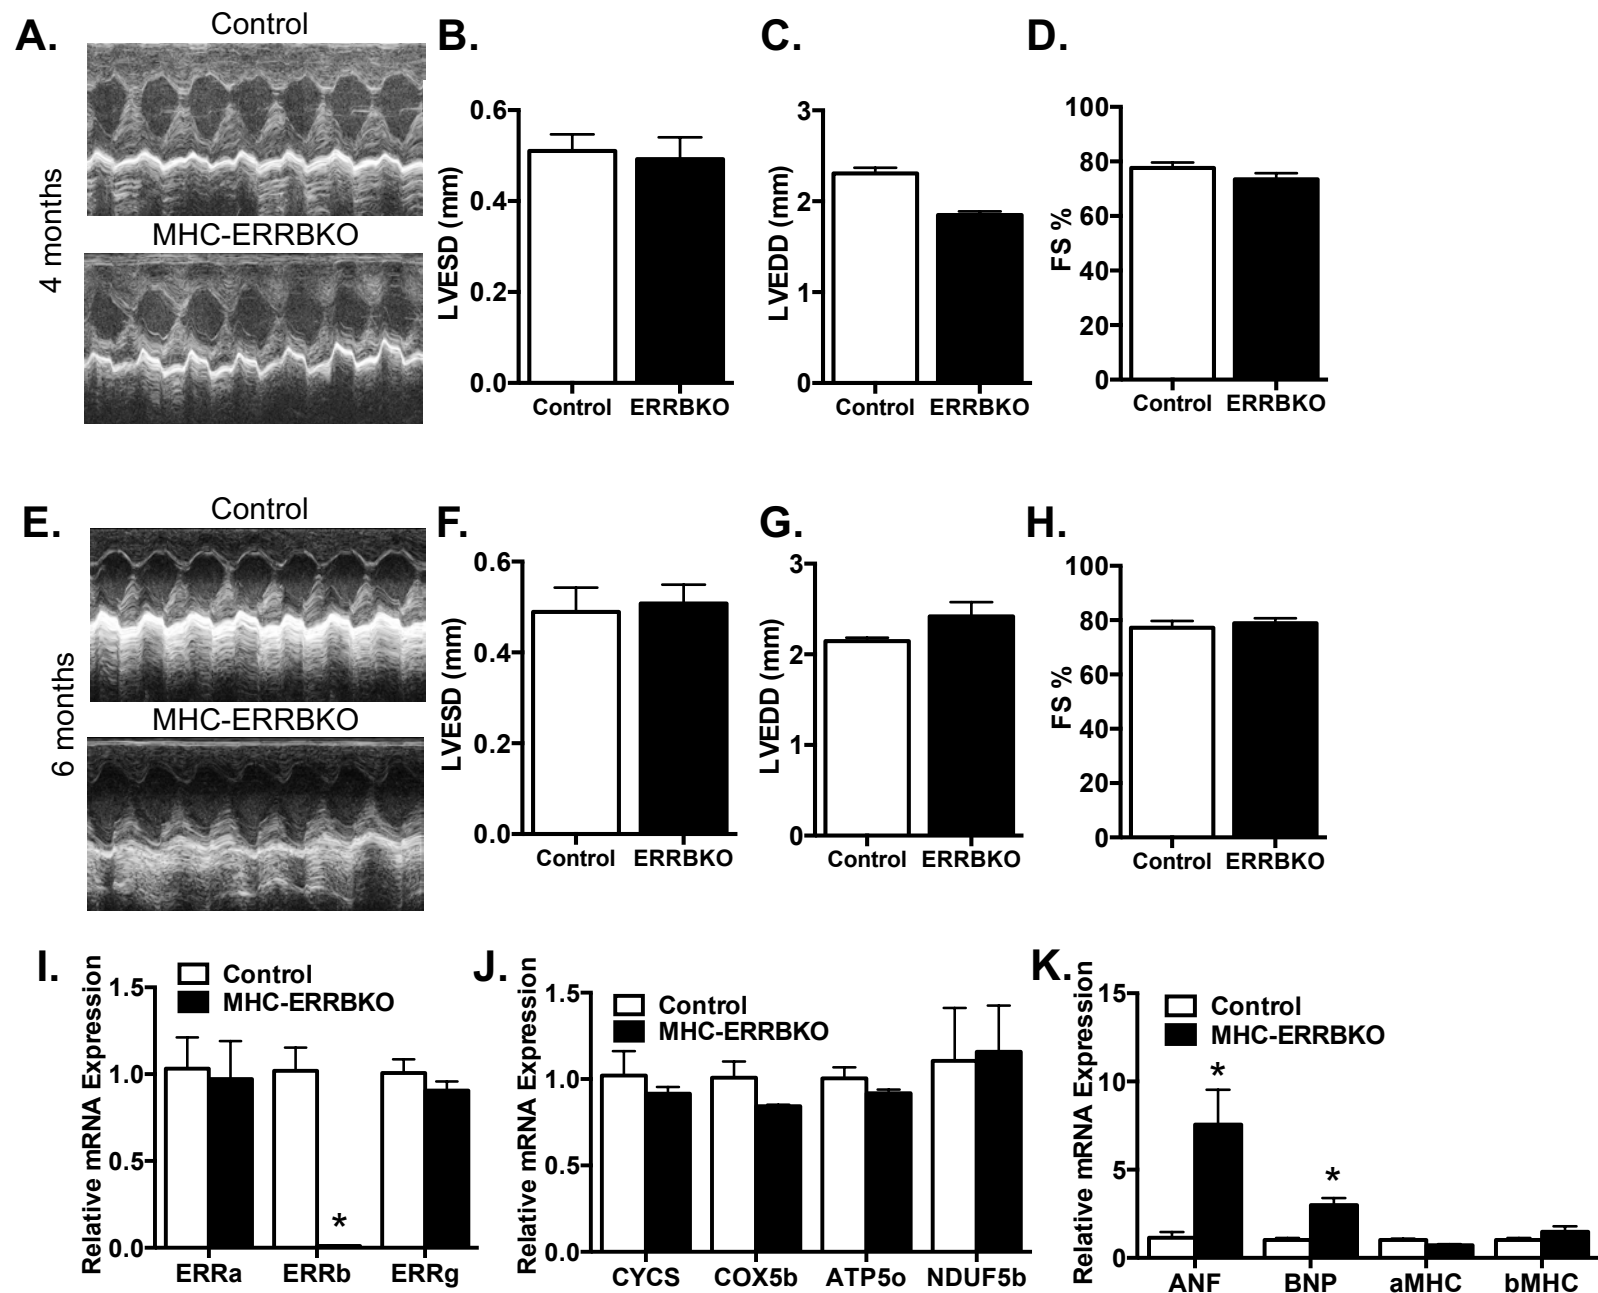 A.
Control
MHC-ERRBKO
4 months
B.
LVESD (mm)
0.6
0.4
0.2
0.0
Control ERRBKO
C.
LVEDD (mm)
3
2
1
0
Control ERRBKO
D.
FS %
100
80
60
40
20
0
Control ERRBKO
E.
Control
MHC-ERRBKO
6 months
F.
LVESD (mm)
0.6
0.4
0.2
0.0
Control ERRBKO
G.
LVEDD (mm)
3
2
1
0
Control ERRBKO
H.
FS %
100
80
60
40
20
0
Control ERRBKO
I.
Relative mRNA Expression
1.5
1.0
0.5
0.0
Control
MHC-ERRBKO
*
ERRa ERRb ERRg
J.
Relative mRNA Expression
1.5
1.0
0.5
0.0
Control
MHC-ERRBKO
CYCS COX5b ATP5o NDUF5b
K.
Relative mRNA Expression
15
10
5
0
Control
MHC-ERRBKO
*
*
ANF BNP aMHC bMHC